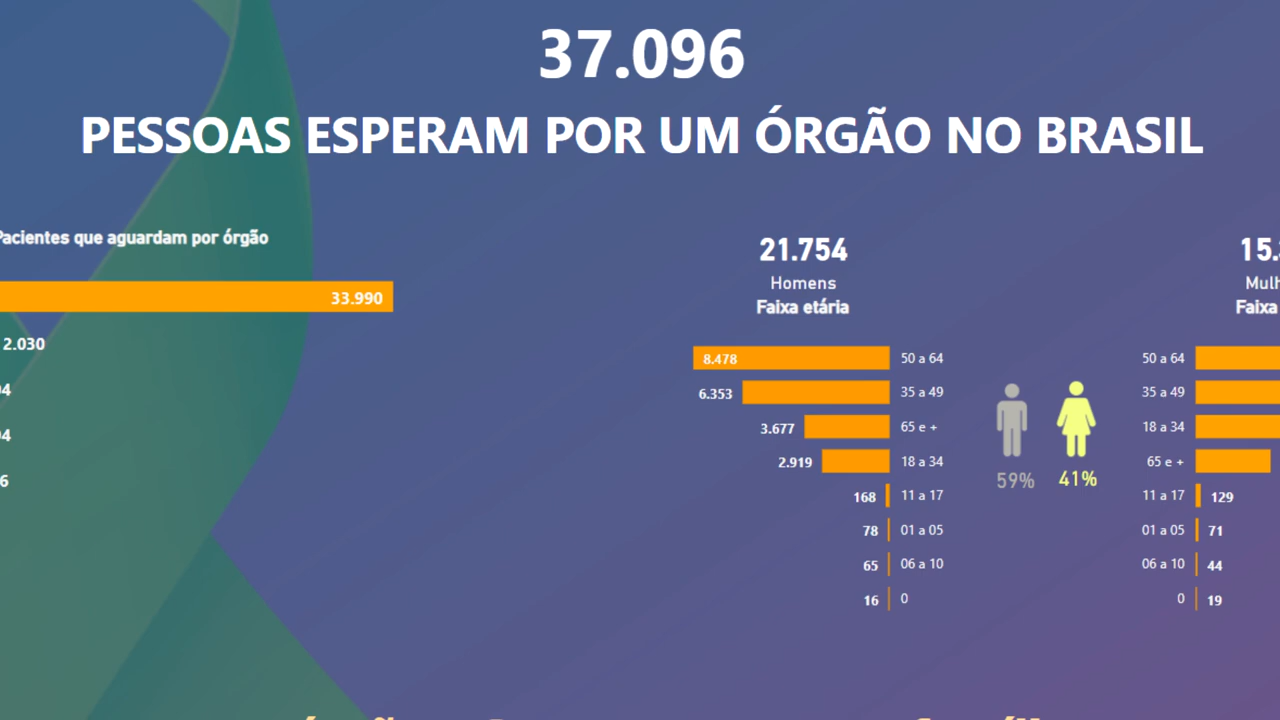 37.096
PESSOAS ESPERAM POR UM ÓRGÃO NO BRASIL
Pacientes que aguardam por órgão
33.990
2.030
21.754
Homens
Faixa etária
8.478 50 a 64
6.353 35 a 49
3.677 65 e +
2.919 18 a 34
168 11 a 17
78 01 a 05
65 06 a 10
16 0
59%
41%
Faixa
50 a 64
35 a 49
18 a 34
65 e +
11 a 17 129
01 a 05 71
06 a 10 44
0 19